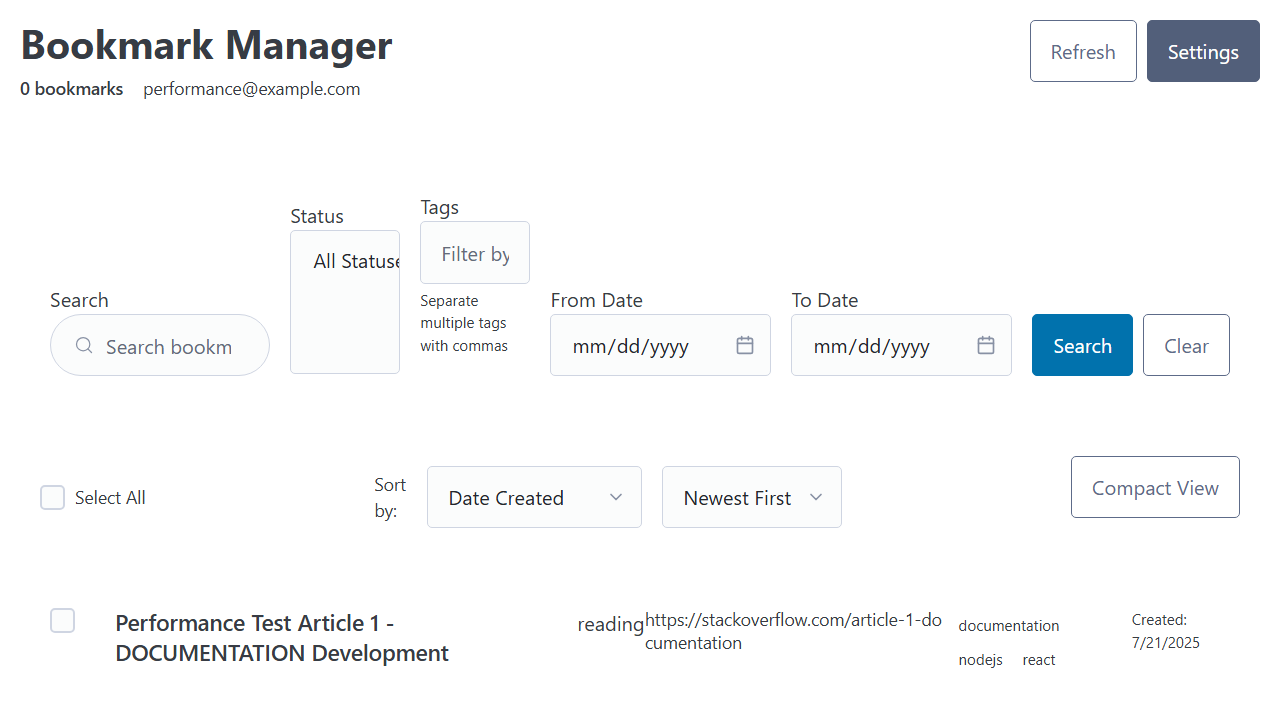 Bookmark Manager
0 bookmarks performance@example.com
Refresh
Settings
Search
Search bookm
Status
All Status
Tags
Filter by
Separate
multiple tags
with commas
From Date
mm/dd/yyyy
To Date
mm/dd/yyyy
Search
Clear
Select All
Sort
by:
Date Created
Newest First
Compact View
Performance Test Article 1 -
DOCUMENTATION Development
reading
https://stackoverflow.com/article-1-do
cumentation
documentation
nodejs react
Created:
7/21/2025